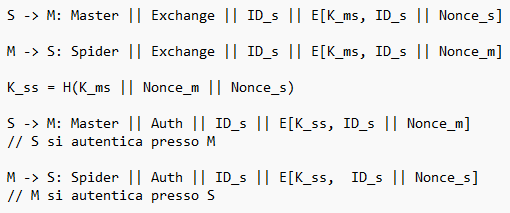 S -> M: Master || Exchange || ID_s || E[K_ms, ID_s || Nonce_s]
M -> S: Spider || Exchange || ID_s || E[K_ms, ID_s || Nonce_m]
K_ss = H(K_ms || Nonce_m || Nonce_s)
S -> M: Master || Auth || ID_s || E[K_ss, ID_s || Nonce_m]
// S si autentica presso M
M -> S: Spider || Auth || ID_s || E[K_ss,  ID_s || Nonce_s]
// M si autentica presso S